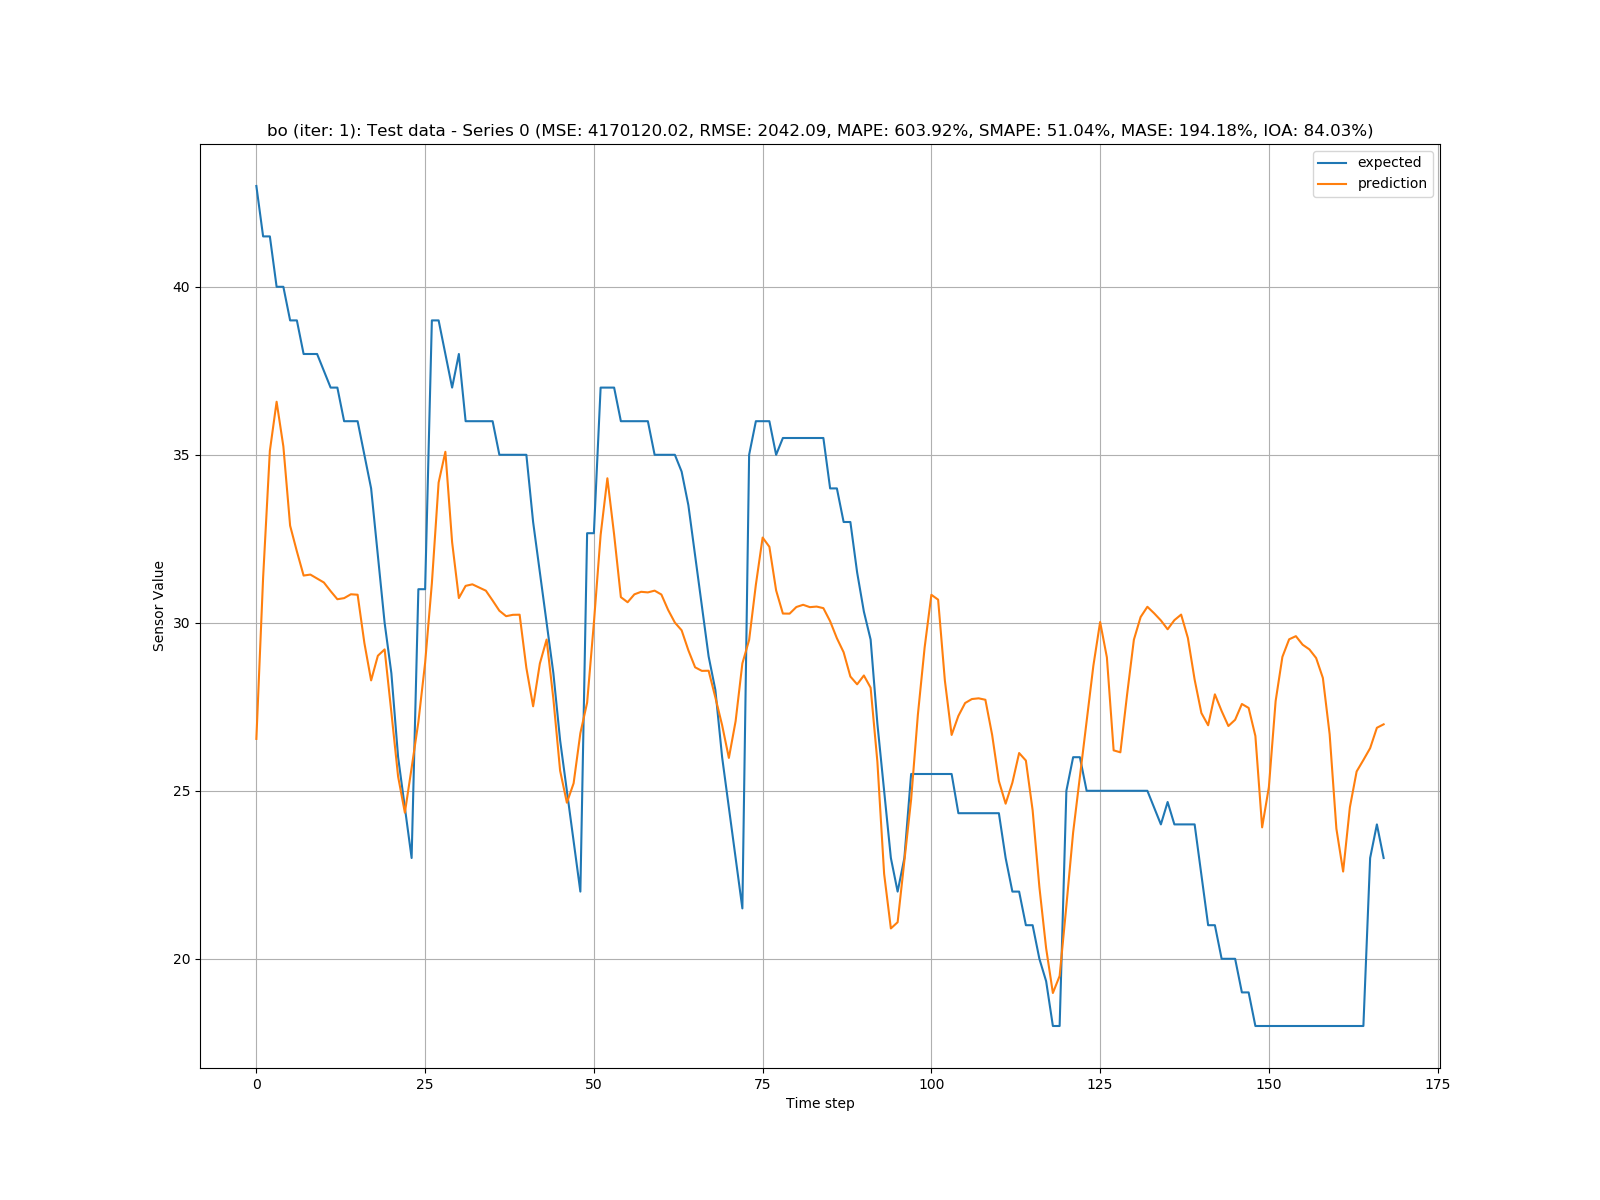 bo (iter: 1): Test data - Series 0 (MSE: 4170120.02, RMSE: 2042.09, MAPE: 603.92%, SMAPE: 51.04%, MASE: 194.18%, IOA: 84.03%)
expected
prediction
40
35
30
25
20
Sensor Value
0 25 50 75 100 125 150 175
Time step